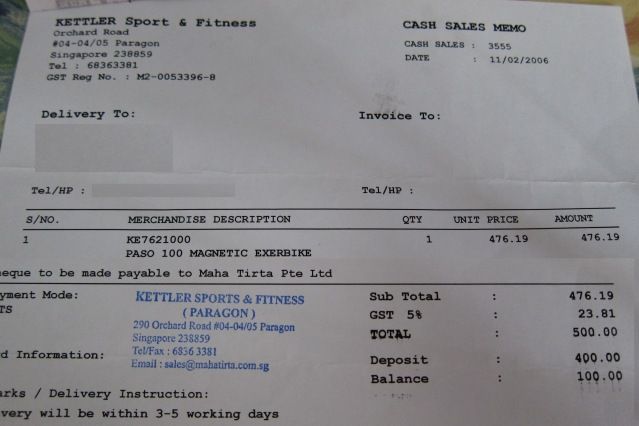 KETTLER Sport & Fitness
Orchard Road
#04-04/05 Paragon
Singapore 238859
Tel : 68363381
GST Reg No. : M2-0053396-8
CASH SALES MEMO
CASH SALES : 3555
DATE : 11/02/2006
Delivery To:
Invoice To:
Tel/HP :
Tel/HP :
S/NO. MERCHANDISE DESCRIPTION QTY UNIT PRICE AMOUNT
1 KE7621000 1 476.19 476.19
PASO 100 MAGNETIC EXERBIKE
eque to be made payable to Maha Tirta Pte Ltd
yment Mode:
TS
d Information:
KETTLER SPORTS & FITNESS
( PARAGON )
290 Orchard Road #04-04/05 Paragon
Singapore 238859
Tel/Fax : 6836 3381
Email : sales@mahatirta.com.sg
Sub Total : 476.19
GST 5% : 23.81
TOTAL : 500.00
Deposit : 400.00
Balance : 100.00
arks / Delivery Instruction:
very will be within 3-5 working days